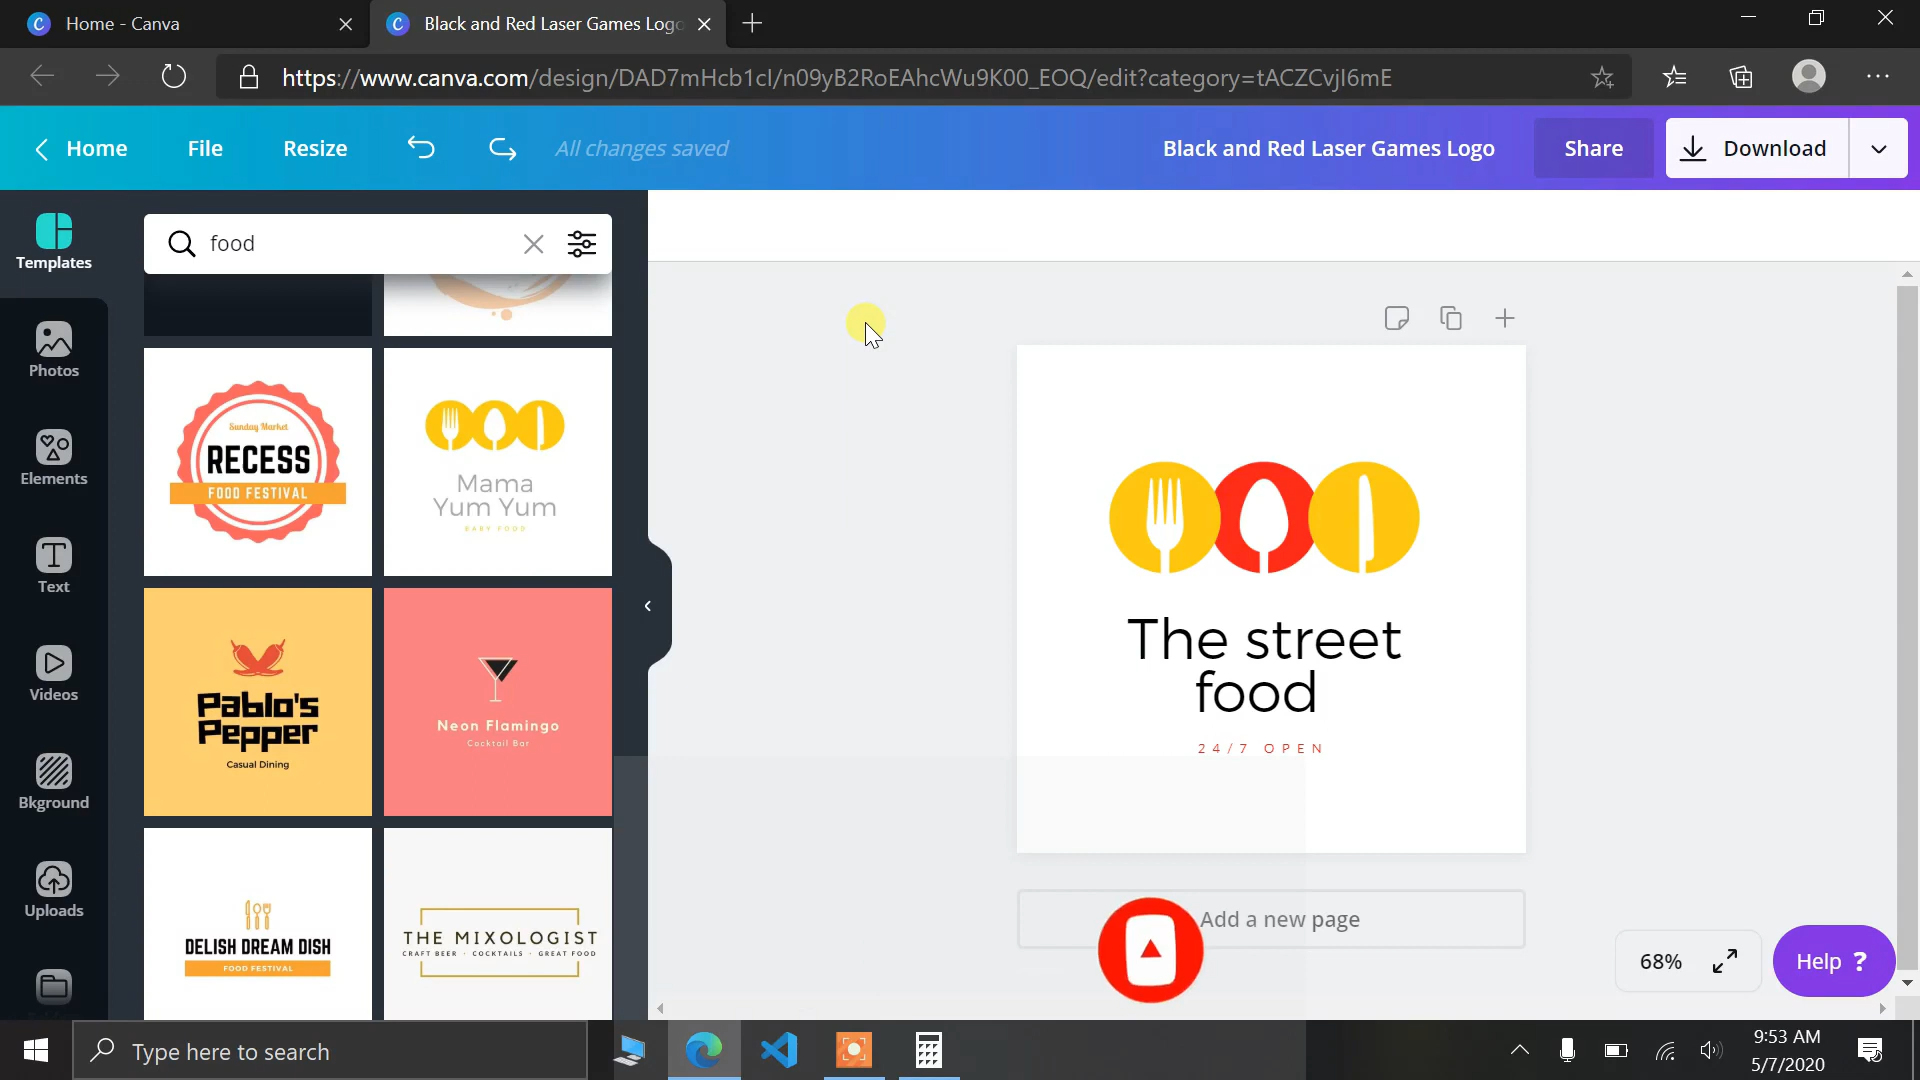 Home - Canva
Black and Red Laser Games Logo
https://www.canva.com/design/DAD7mHcb1cI/n09yB2RoEAhcWu9K00_EOQ/edit?category=tACZCvjI6mE
Home
File
Resize
All changes saved
Black and Red Laser Games Logo
Share
Download
Templates
Photos
Elements
Text
Videos
Bkground
Uploads
food
Sunday Market
RECESS
FOOD FESTIVAL
Mama
Yum Yum
BABY FOOD
Pablo's
Pepper
Casual Dining
Neon Flamingo
Cocktail Bar
DELISH DREAM DISH
FOOD FESTIVAL
THE MIXOLOGIST
CRAFT BEER · COCKTAILS · GREAT FOOD
The street
food
24/7 OPEN
Add a new page
68%
Help ?
Type here to search
9:53 AM
5/7/2020